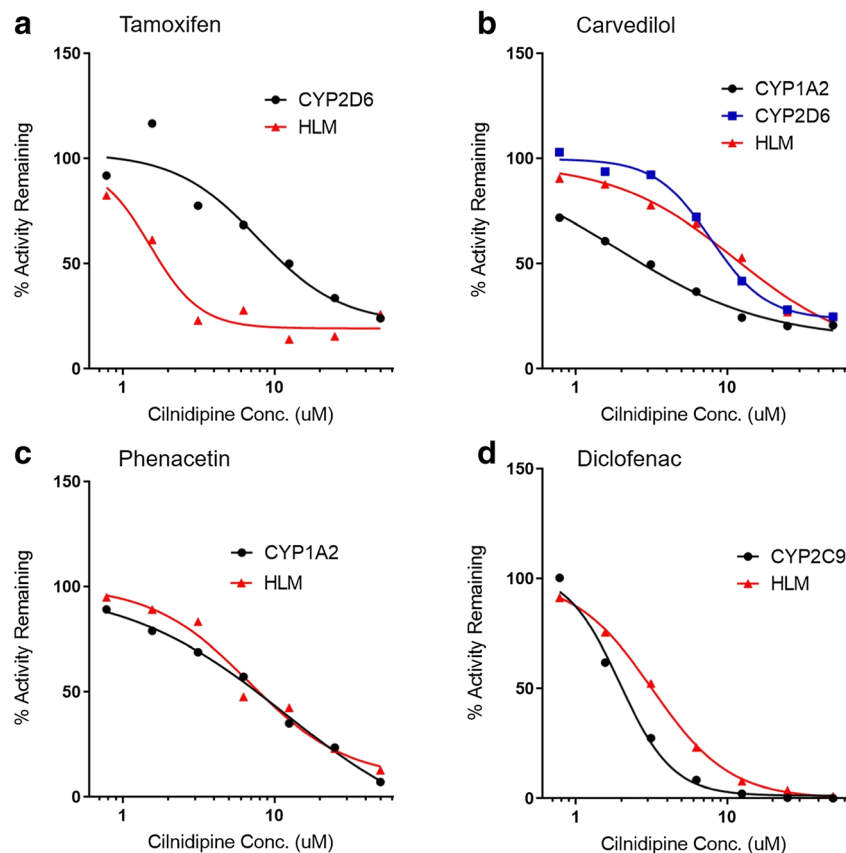 a Tamoxifen
150
100
50
0
% Activity Remaining
CYP2D6
HLM
1 10
Cilnidipine Conc. (uM)
b Carvedilol
150
100
50
0
% Activity Remaining
CYP1A2
CYP2D6
HLM
1 10
Cilnidipine Conc. (uM)
c Phenacetin
150
100
50
0
% Activity Remaining
CYP1A2
HLM
1 10
Cilnidipine Conc. (uM)
d Diclofenac
150
100
50
0
% Activity Remaining
CYP2C9
HLM
1 10
Cilnidipine Conc. (uM)